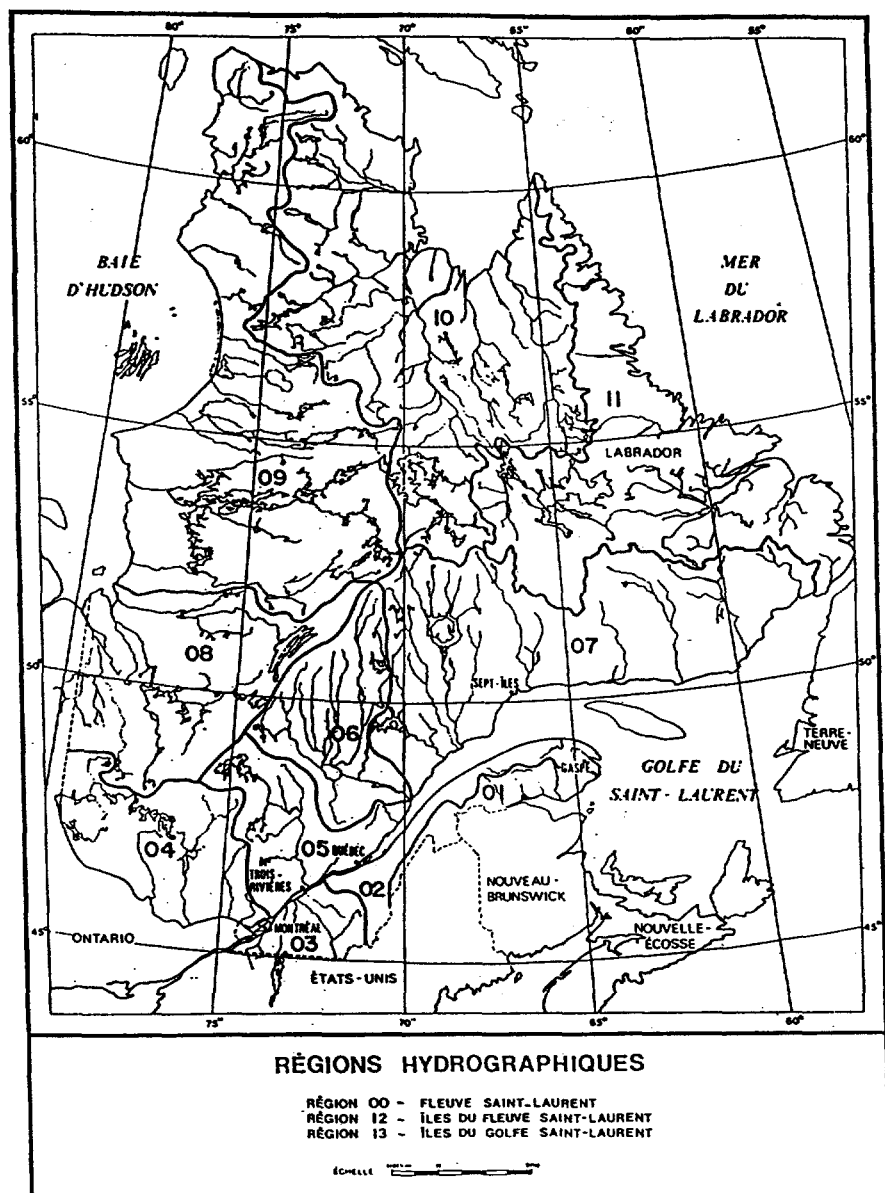 80° 75° 70° 65° 60° 55°
60° 60°
BAIE
D'HUDSON
MER
DU
LABRADOR
10
55° 55°
11
LABRADOR
09
08
07
50° 50°
SEPT-ÎLES
06
TERRE-
NEUVE
GASPÉ
GOLFE DU
SAINT-LAURENT
01
04
05 QUÉBEC
TROIS-
RIVIÈRES
02
NOUVEAU-
BRUNSWICK
MONTRÉAL
03
45° 45°
ONTARIO
NOUVELLE-
ÉCOSSE
ÉTATS-UNIS
75° 70° 65° 60°
RÉGIONS HYDROGRAPHIQUES
RÉGION 00 - FLEUVE SAINT-LAURENT
RÉGION 12 - ÎLES DU FLEUVE SAINT-LAURENT
RÉGION 13 - ÎLES DU GOLFE SAINT-LAURENT
ÉCHELLE